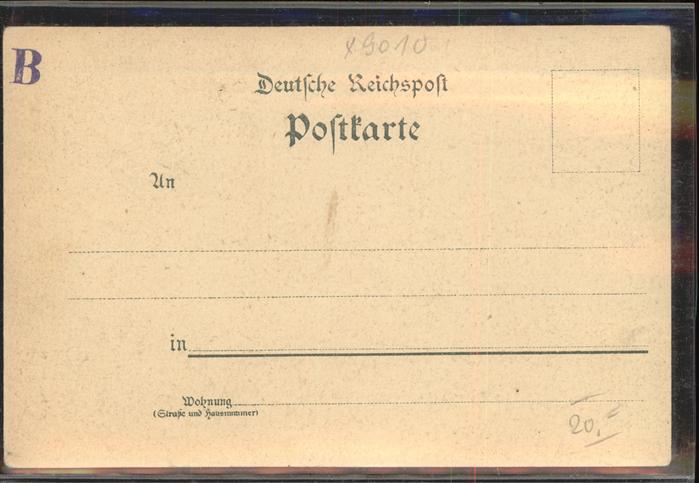 x9010
B
Deutſche Reichspoſt
Poſtkarte
An
in
Wohnung
(Straße und Hausnummer)
20,-